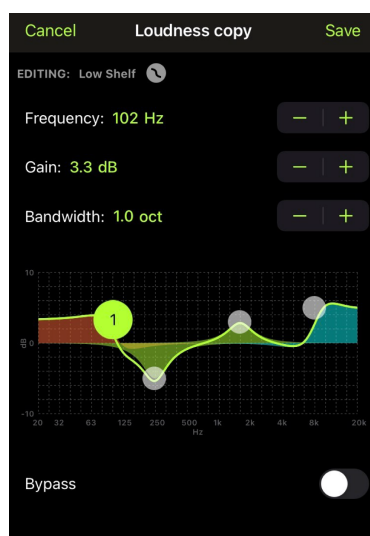 Cancel Loudness copy Save
EDITING: Low Shelf
Frequency: 102 Hz − +
Gain: 3.3 dB − +
Bandwidth: 1.0 oct − +
10
dB 0
1
-10
20 32 63 125 250 500 1k 2k 4k 8k 20k
Hz
Bypass